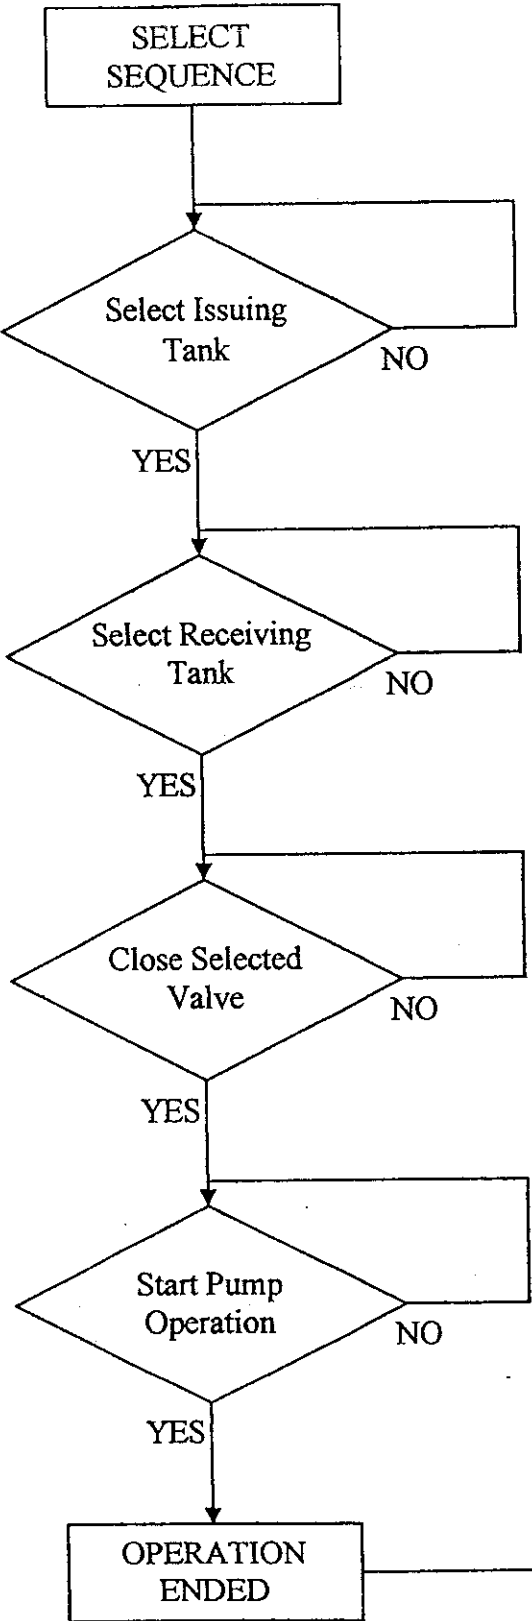 SELECT
SEQUENCE
Select Issuing
Tank
NO
YES
Select Receiving
Tank
NO
YES
Close Selected
Valve
NO
YES
Start Pump
Operation
NO
YES
OPERATION
ENDED